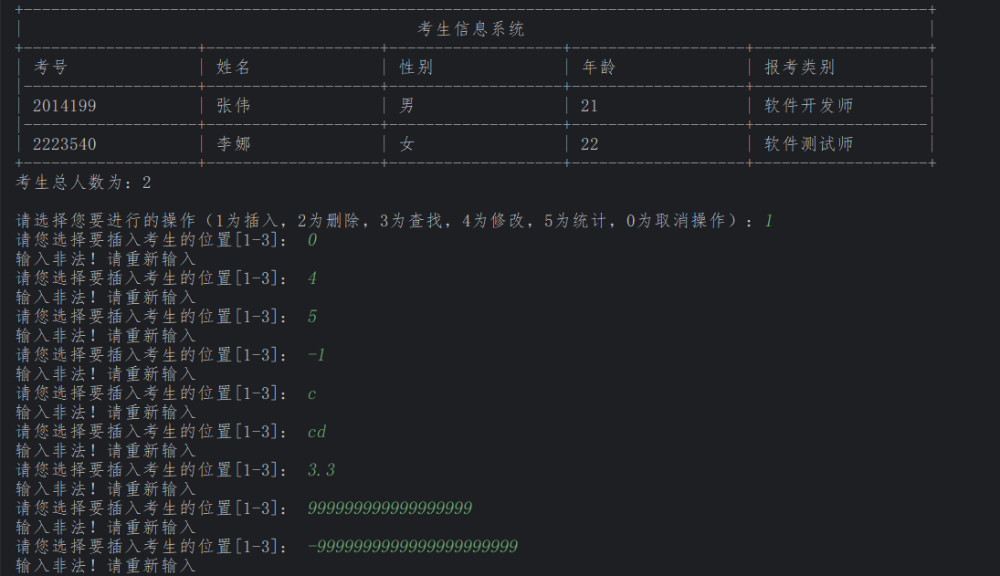 考生信息系统
考号 姓名 性别 年龄 报考类别
2014199 张伟 男 21 软件开发师
2223540 李娜 女 22 软件测试师
考生总人数为：2
请选择您要进行的操作（1为插入，2为删除，3为查找，4为修改，5为统计，0为取消操作）：1
请您选择要插入考生的位置[1-3]： 0
输入非法！请重新输入
请您选择要插入考生的位置[1-3]： 4
输入非法！请重新输入
请您选择要插入考生的位置[1-3]： 5
输入非法！请重新输入
请您选择要插入考生的位置[1-3]： -1
输入非法！请重新输入
请您选择要插入考生的位置[1-3]： c
输入非法！请重新输入
请您选择要插入考生的位置[1-3]： cd
输入非法！请重新输入
请您选择要插入考生的位置[1-3]： 3.3
输入非法！请重新输入
请您选择要插入考生的位置[1-3]： 999999999999999999
输入非法！请重新输入
请您选择要插入考生的位置[1-3]： -9999999999999999999999
输入非法！请重新输入